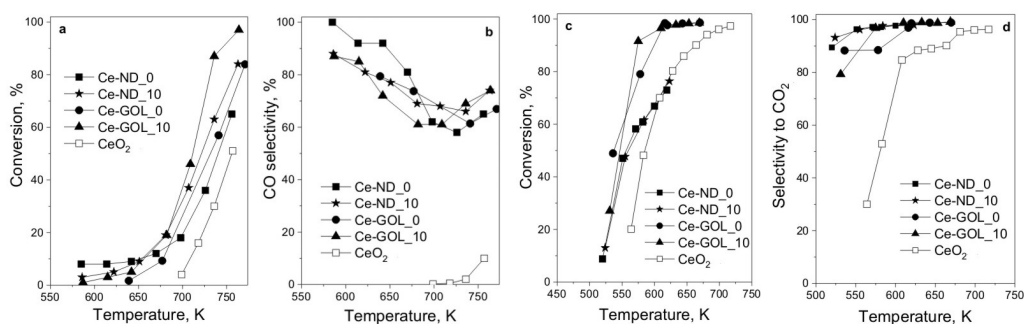 a
Conversion, %
100
80
60
40
20
0
Ce-ND_0
Ce-ND_10
Ce-GOL_0
Ce-GOL_10
CeO2
550 600 650 700 750
Temperature, K
b
CO selectivity, %
100
80
60
40
20
0
Ce-ND_0
Ce-ND_10
Ce-GOL_0
Ce-GOL_10
CeO2
550 600 650 700 750
Temperature, K
c
Conversion, %
100
80
60
40
20
0
Ce-ND_0
Ce-ND_10
Ce-GOL_0
Ce-GOL_10
CeO2
450 500 550 600 650 700 750
Temperature, K
d
Selectivity to CO2
100
80
60
40
20
0
Ce-ND_0
Ce-ND_10
Ce-GOL_0
Ce-GOL_10
CeO2
500 550 600 650 700 750
Temperature, K